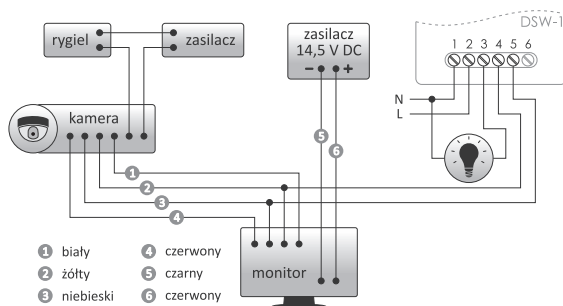 DSW-1
rygiel
zasilacz
zasilacz
14,5 V DC
– +
1 2 3 4 5 6
N
L
kamera
5
6
1
2
3
4
monitor
1 biały
2 żółty
3 niebieski
4 czerwony
5 czarny
6 czerwony